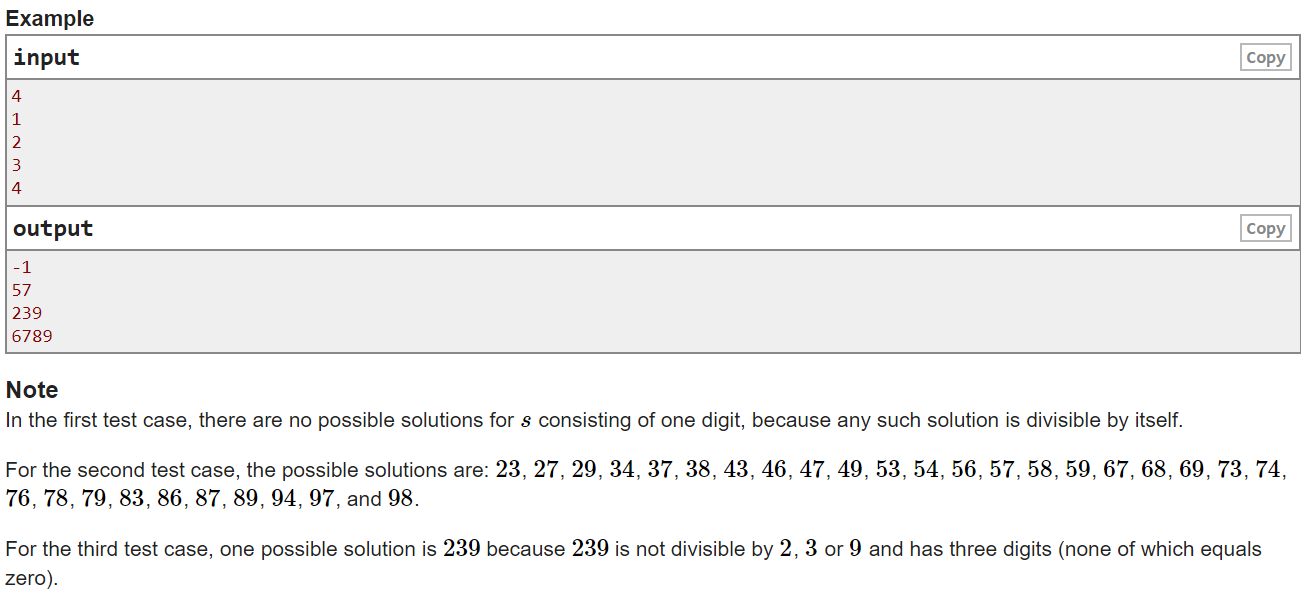 Example
input
Copy
4
1
2
3
4
output
Copy
-1
57
239
6789
Note
In the first test case, there are no possible solutions for s consisting of one digit, because any such solution is divisible by itself.
For the second test case, the possible solutions are: 23, 27, 29, 34, 37, 38, 43, 46, 47, 49, 53, 54, 56, 57, 58, 59, 67, 68, 69, 73, 74,
76, 78, 79, 83, 86, 87, 89, 94, 97, and 98.
For the third test case, one possible solution is 239 because 239 is not divisible by 2, 3 or 9 and has three digits (none of which equals
zero).